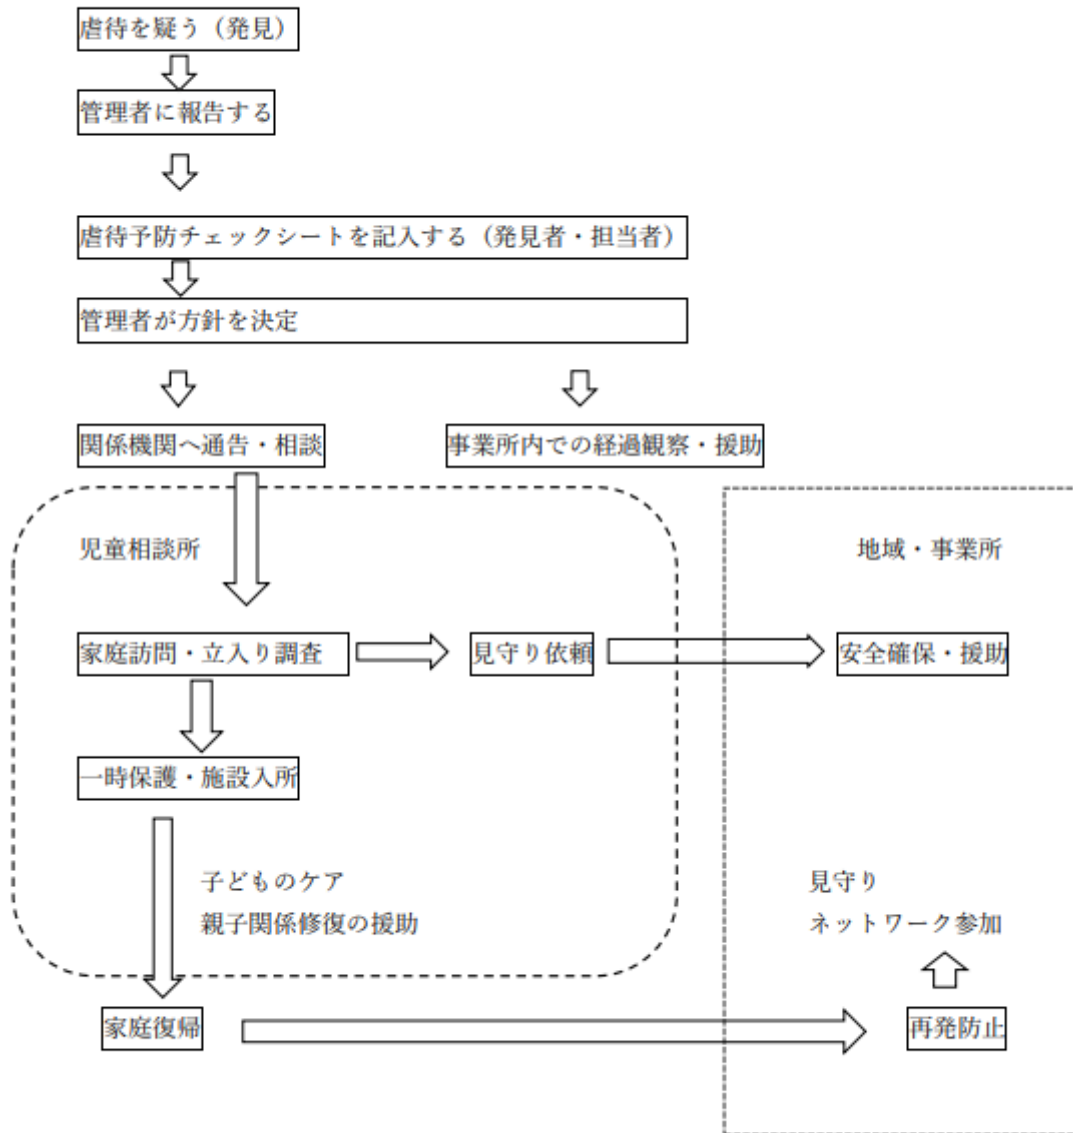 虐待を疑う（発見）
管理者に報告する
虐待予防チェックシートを記入する（発見者・担当者）
管理者が方針を決定
関係機関へ通告・相談
事業所内での経過観察・援助
児童相談所
地域・事業所
家庭訪問・立入り調査
見守り依頼
安全確保・援助
一時保護・施設入所
子どものケア
親子関係修復の援助
見守り
ネットワーク参加
家庭復帰
再発防止